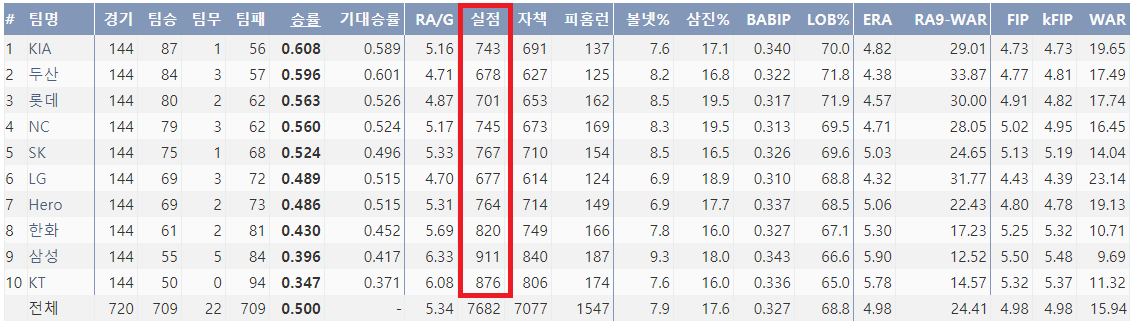 # 팀명 경기 팀승 팀무 팀패 승률 기대승률 RA/G 실점 자책 피홈런 볼넷% 삼진% BABIP LOB% ERA RA9-WAR FIP kFIP WAR
1 KIA 144 87 1 56 0.608 0.589 5.16 743 691 137 7.6 17.1 0.340 70.0 4.82 29.01 4.73 4.73 19.65
2 두산 144 84 3 57 0.596 0.601 4.71 678 627 125 8.2 16.8 0.322 71.8 4.38 33.87 4.77 4.81 17.49
3 롯데 144 80 2 62 0.563 0.526 4.87 701 653 162 8.5 19.5 0.317 71.9 4.57 30.00 4.91 4.82 17.74
4 NC 144 79 3 62 0.560 0.524 5.17 745 673 169 8.3 19.5 0.313 69.5 4.71 28.05 5.02 4.95 16.45
5 SK 144 75 1 68 0.524 0.496 5.33 767 710 154 8.5 16.5 0.326 69.6 5.03 24.65 5.13 5.19 14.04
6 LG 144 69 3 72 0.489 0.515 4.70 677 614 124 6.9 18.9 0.310 68.8 4.32 31.77 4.43 4.39 23.14
7 Hero 144 69 2 73 0.486 0.515 5.31 764 714 149 6.9 17.7 0.337 68.5 5.06 22.43 4.80 4.78 19.13
8 한화 144 61 2 81 0.430 0.452 5.69 820 749 166 7.8 16.0 0.327 67.1 5.30 17.23 5.25 5.32 10.71
9 삼성 144 55 5 84 0.396 0.417 6.33 911 840 187 9.3 18.0 0.343 66.6 5.90 12.52 5.50 5.48 9.69
10 KT 144 50 0 94 0.347 0.371 6.08 876 806 174 7.4 16.0 0.336 65.0 5.78 14.57 5.32 5.37 11.32
전체 720 709 22 709 0.500 - 5.34 7682 7077 1547 7.9 17.6 0.327 68.8 4.98 24.41 4.98 4.98 15.94